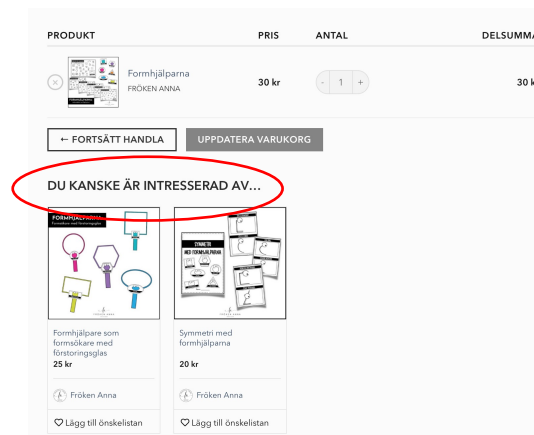 PRODUKT PRIS ANTAL DELSUMMA
Formhjälparna
FRÖKEN ANNA
30 kr
- 1 +
30 k
← FORTSÄTT HANDLA
UPPDATERA VARUKORG
DU KANSKE ÄR INTRESSERAD AV...
FORMHJÄLPARNA
SYMMETRI
MED FORMHJÄLPARNA
Formhjälpare som
formsökare med
förstoringsglas
25 kr
Fröken Anna
Lägg till önskelistan
Symmetri med
formhjälparna
20 kr
Fröken Anna
Lägg till önskelistan